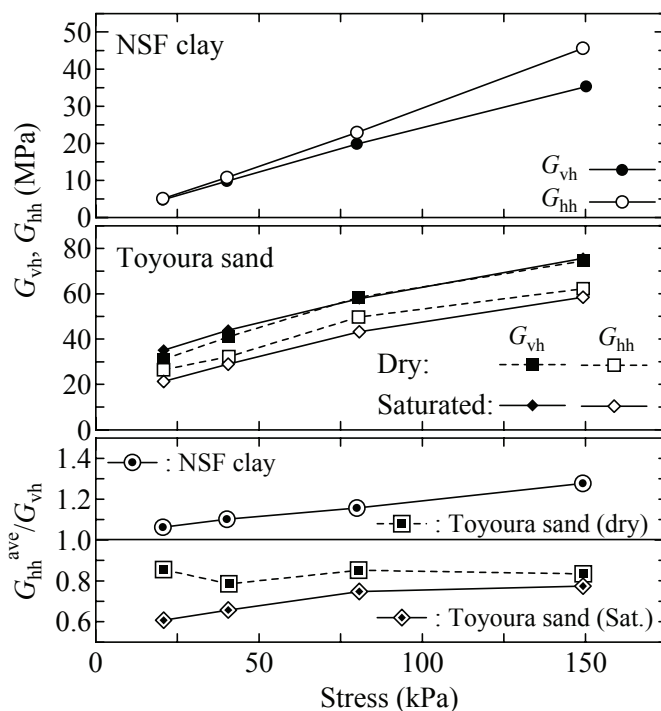 50
NSF clay
40
30
20
G_vh
10
G_hh
0
G_vh, G_hh (MPa)
80
Toyoura sand
60
40
G_vh G_hh
Dry:
20
Saturated:
0
1.4
: NSF clay
1.2
: Toyoura sand (dry)
1.0
G_hh^ave/G_vh
0.8
0.6
: Toyoura sand (Sat.)
0 50 100 150
Stress (kPa)